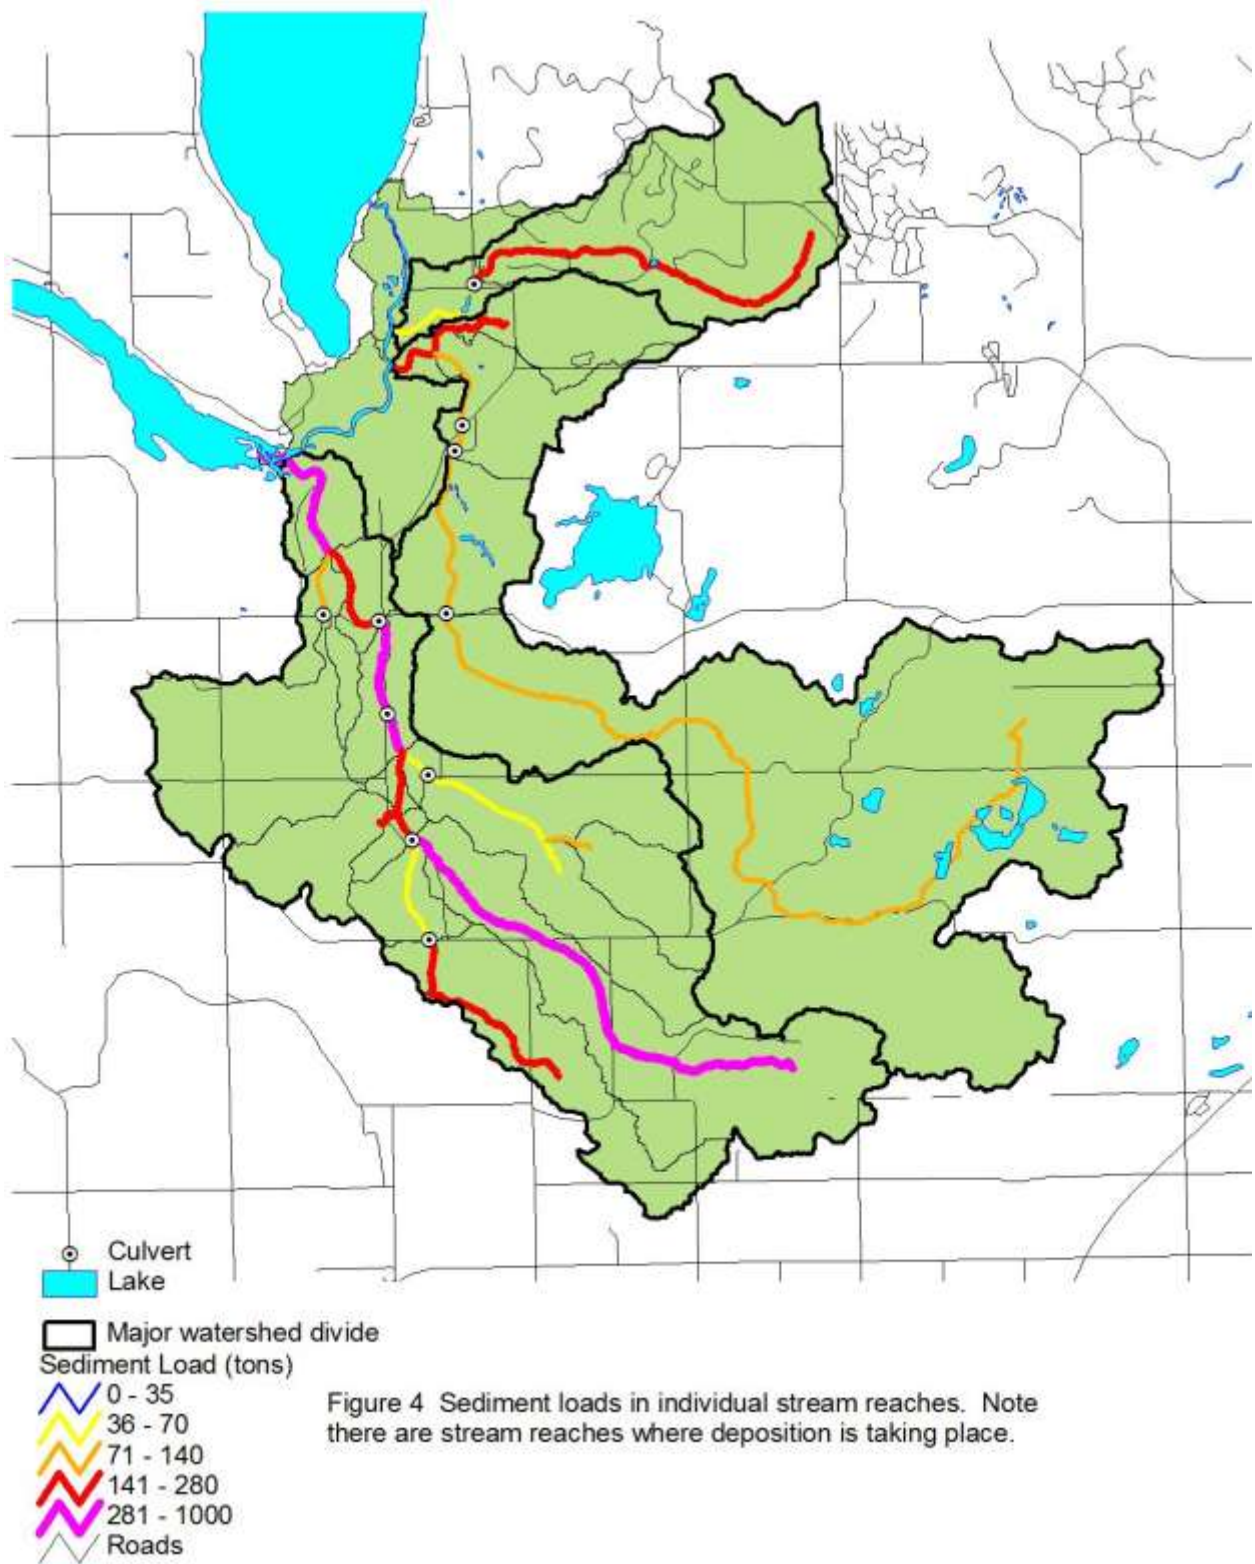 Culvert
Lake
Major watershed divide
Sediment Load (tons)
0 - 35
36 - 70
71 - 140
141 - 280
281 - 1000
Roads
Figure 4 Sediment loads in individual stream reaches. Note
there are stream reaches where deposition is taking place.